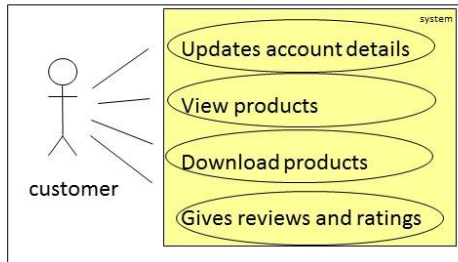 system
Updates account details
View products
Download products
Gives reviews and ratings
customer